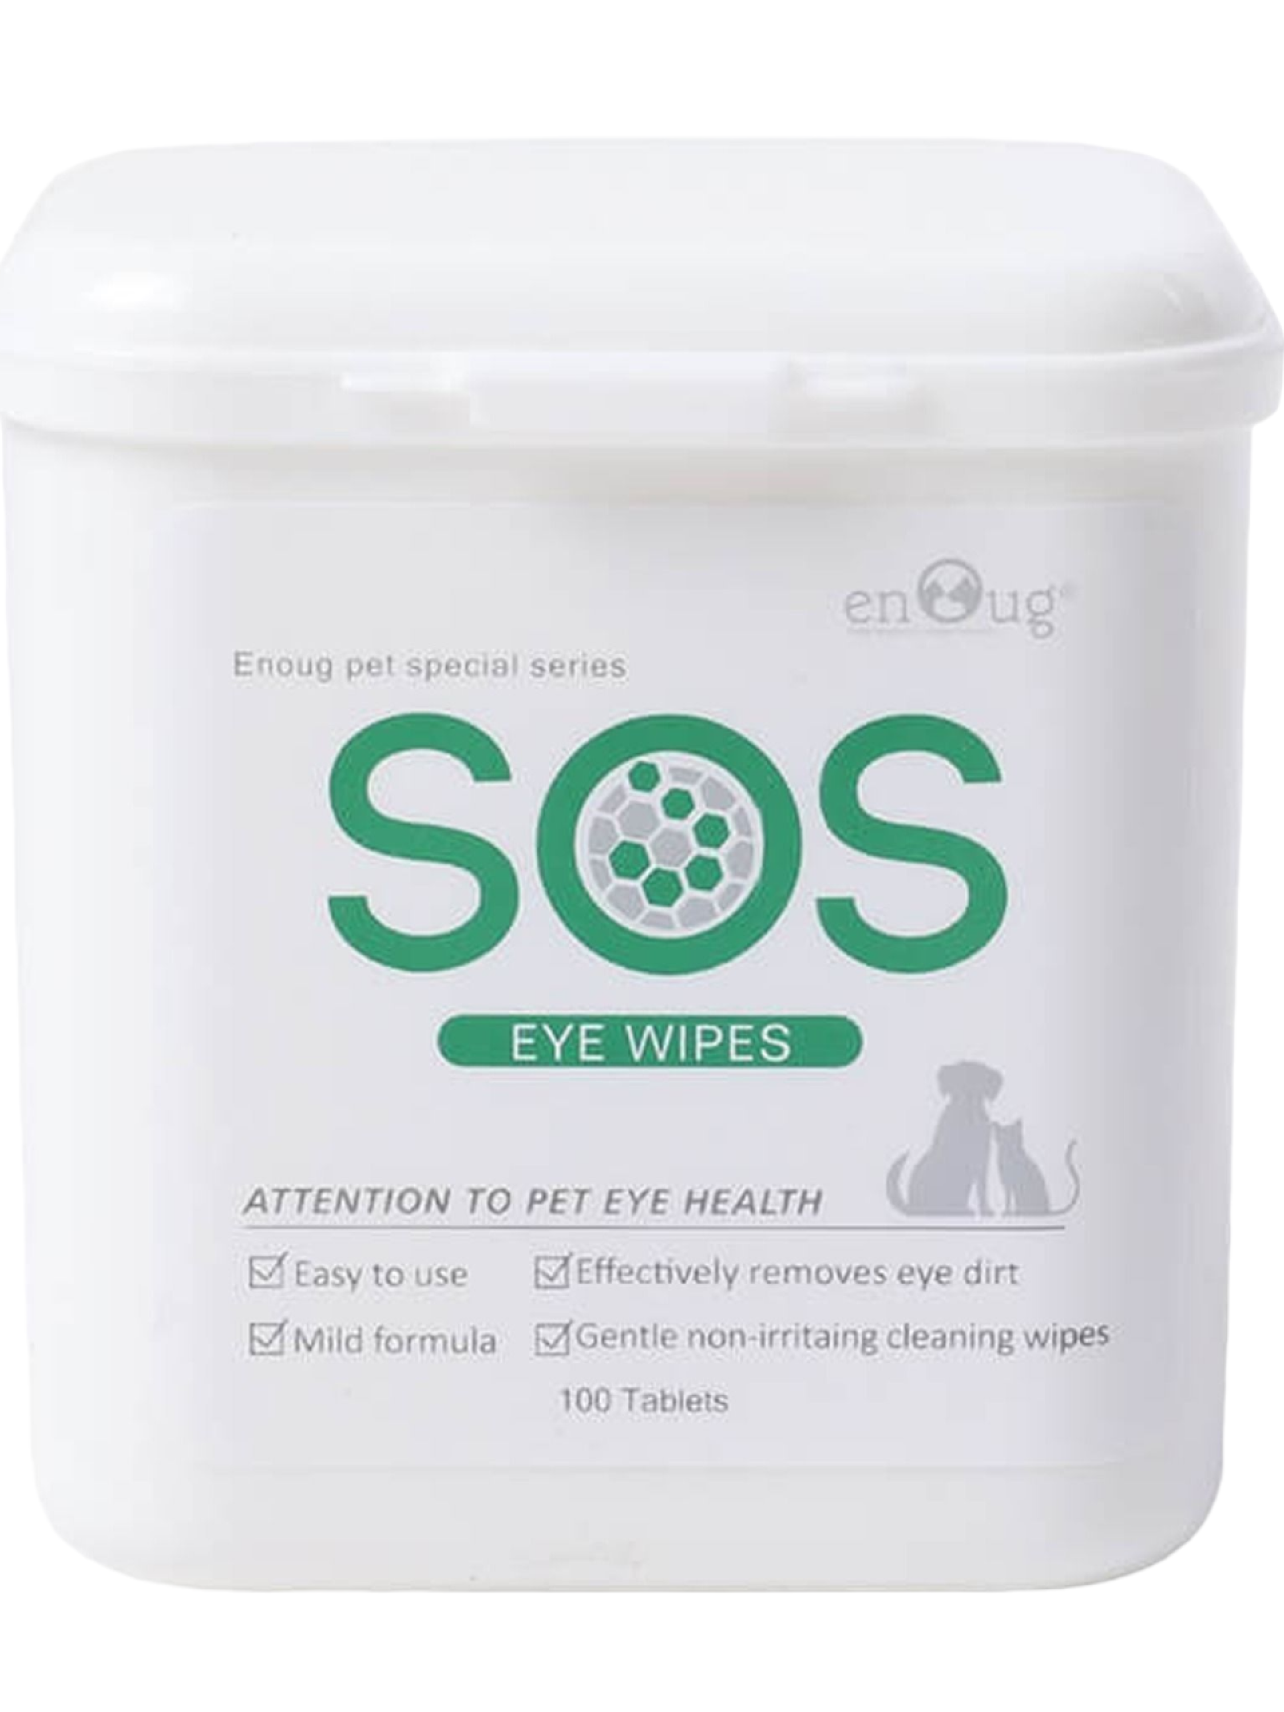 enOug®
Enoug pet special series
SOS
EYE WIPES
ATTENTION TO PET EYE HEALTH
Easy to use
Effectively removes eye dirt
Mild formula
Gentle non-irritaing cleaning wipes
100 Tablets